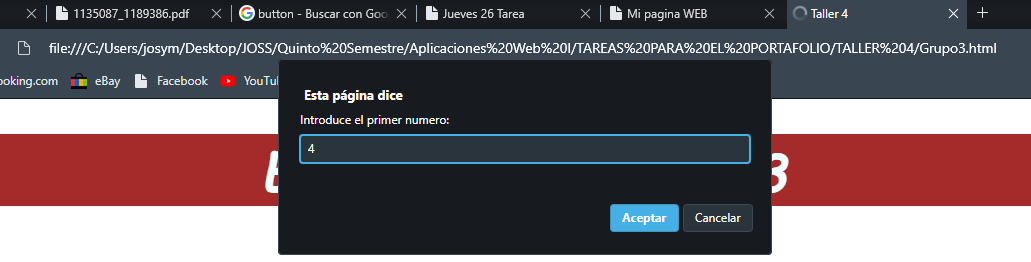 1135087_1189386.pdf
button - Buscar con Goo
Jueves 26 Tarea
Mi pagina WEB
Taller 4
file:///C:/Users/josym/Desktop/JOSS/Quinto%20Semestre/Aplicaciones%20Web%20I/TAREAS%20PARA%20EL%20PORTAFOLIO/TALLER%204/Grupo3.html
ooking.com
eBay
Facebook
YouTu
Esta página dice
Introduce el primer numero:
4
3
Aceptar
Cancelar